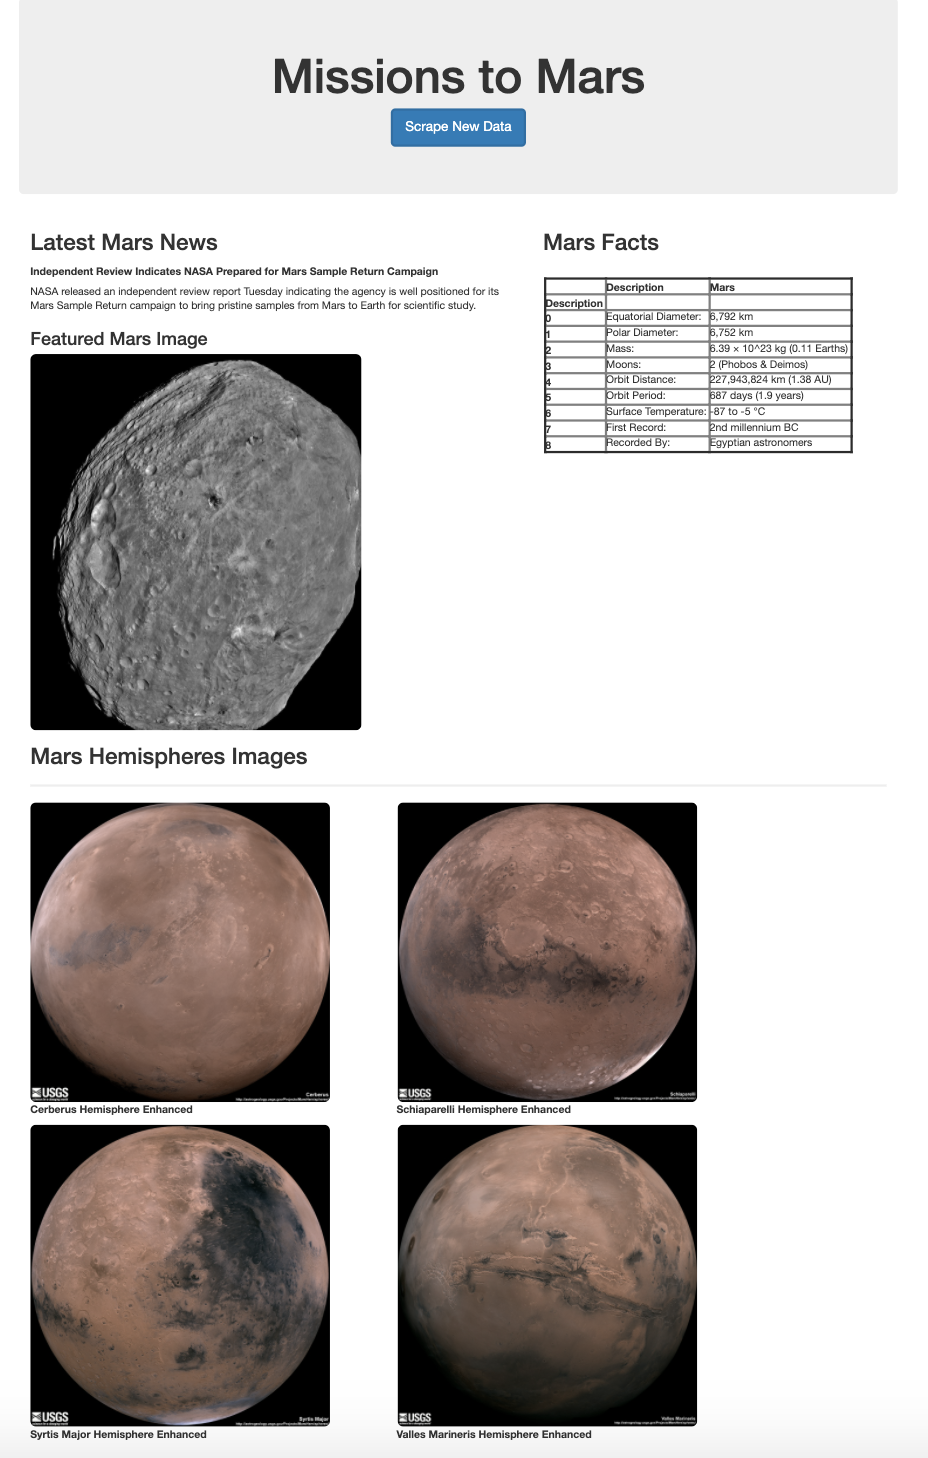 Missions to Mars
Scrape New Data
Latest Mars News
Independent Review Indicates NASA Prepared for Mars Sample Return Campaign
NASA released an independent review report Tuesday indicating the agency is well positioned for its
Mars Sample Return campaign to bring pristine samples from Mars to Earth for scientific study.
Featured Mars Image
Mars Facts
Description Mars
Description
0 Equatorial Diameter: 6,792 km
1 Polar Diameter: 6,752 km
2 Mass: 6.39 × 10^23 kg (0.11 Earths)
3 Moons: 2 (Phobos & Deimos)
4 Orbit Distance: 227,943,824 km (1.38 AU)
5 Orbit Period: 687 days (1.9 years)
6 Surface Temperature: -87 to -5 °C
7 First Record: 2nd millennium BC
8 Recorded By: Egyptian astronomers
Mars Hemispheres Images
USGS
Cerberus
Cerberus Hemisphere Enhanced
USGS
Schiaparelli
Schiaparelli Hemisphere Enhanced
USGS
Syrtis Major
Syrtis Major Hemisphere Enhanced
USGS
Valles Marineris
Valles Marineris Hemisphere Enhanced